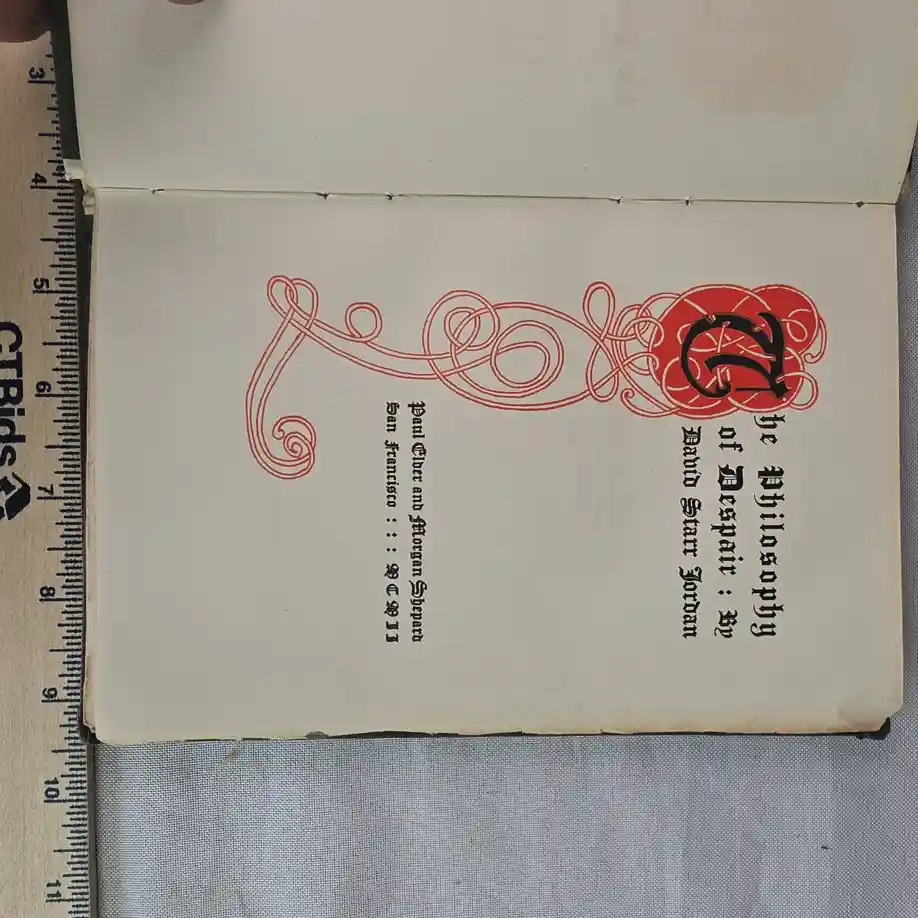 The Philosophy
of Despair : By
David Starr Jordan
Paul Elder and Morgan Shepard
San Francisco : : : M C M I I
CTBids
3
4
5
6
7
8
9
10
11